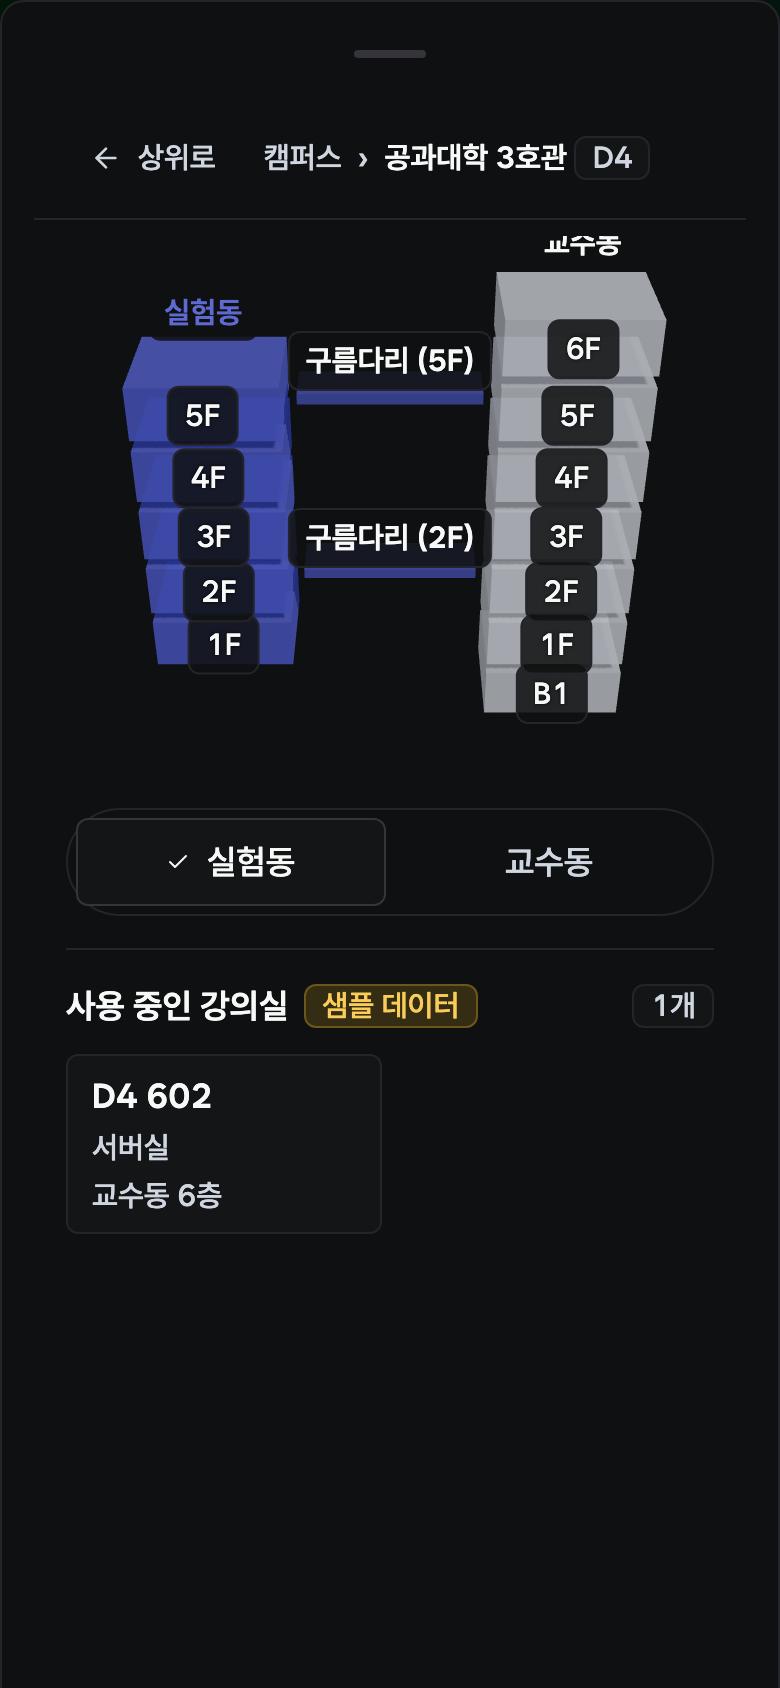 ← 상위로 캠퍼스 › 공과대학 3호관 D4
교수동
실험동
6F
구름다리 (5F)
5F
5F
4F
4F
3F
구름다리 (2F)
3F
2F
2F
1F
1F
B1
✓ 실험동
교수동
사용 중인 강의실 샘플 데이터 1개
D4 602
서버실
교수동 6층